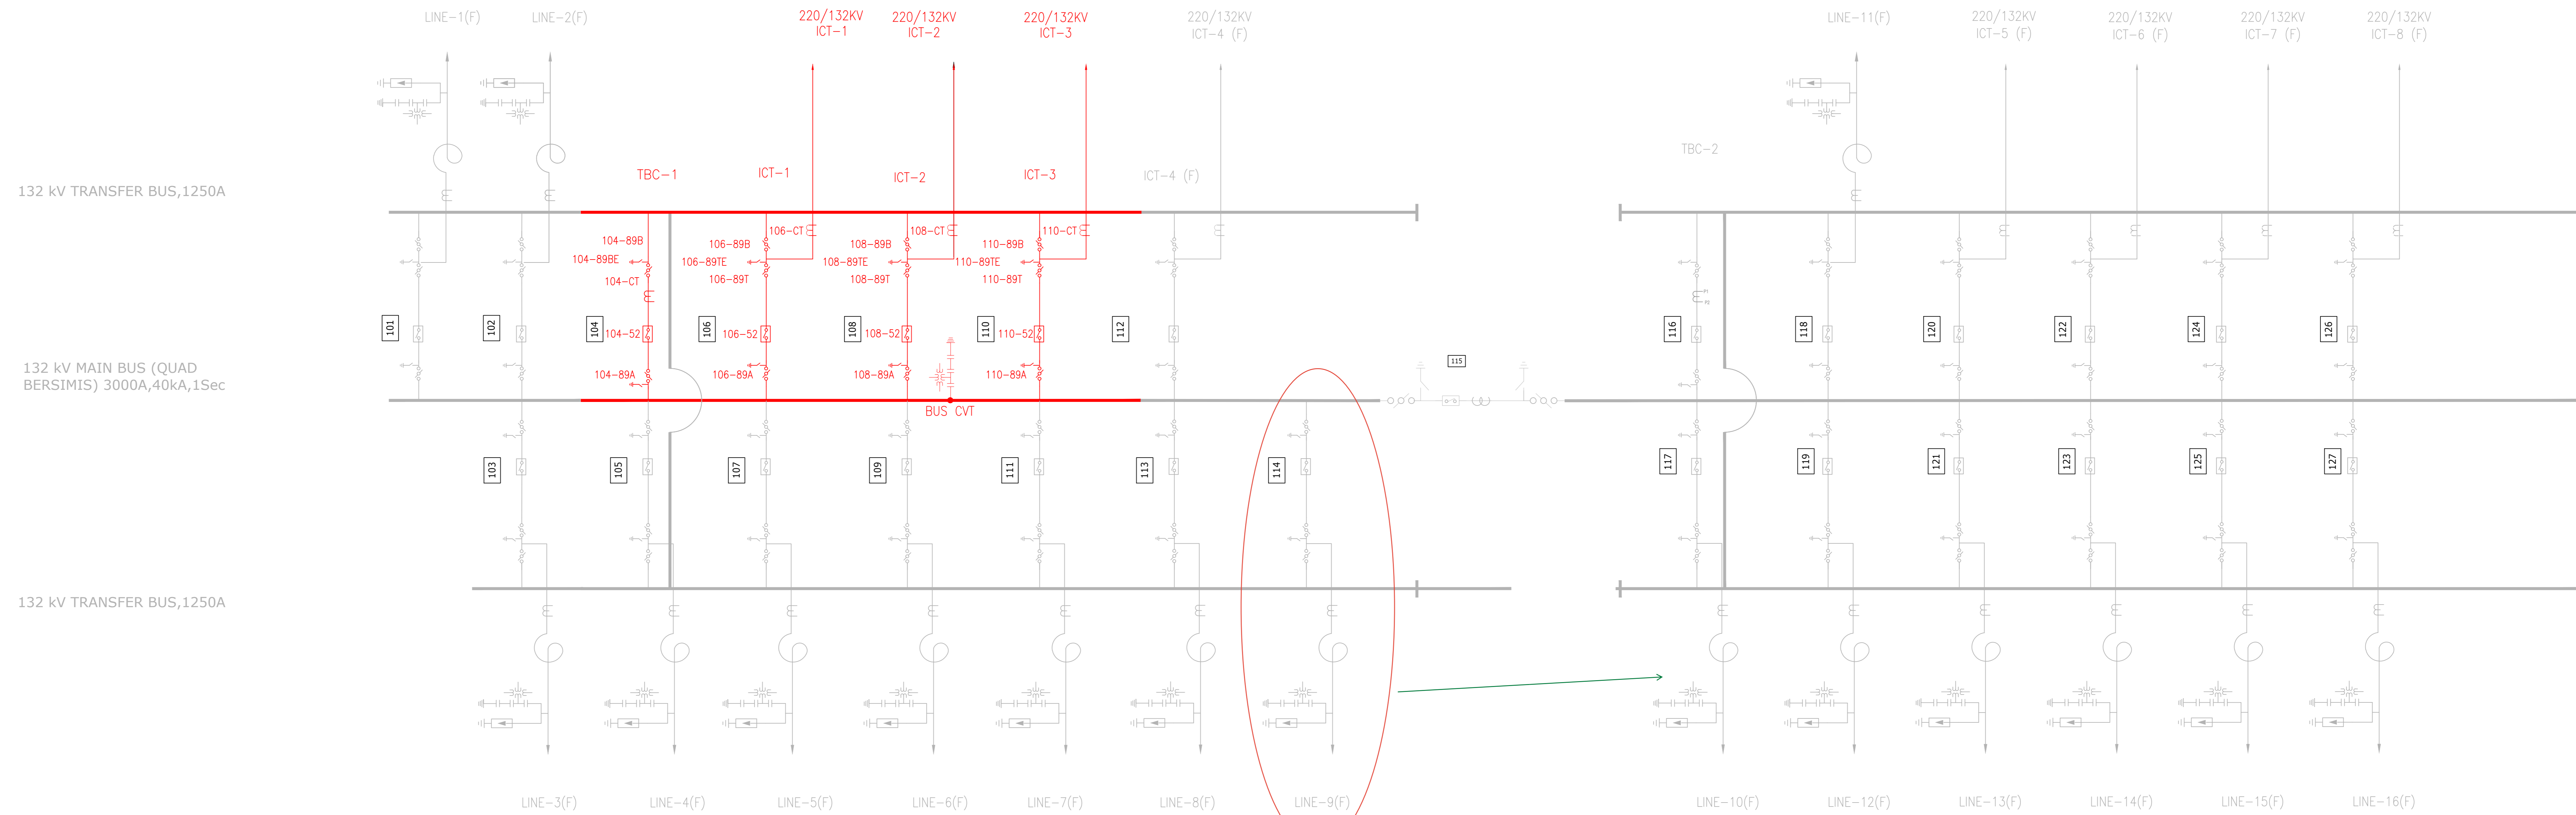 LINE-1(F)
LINE-2(F)
220/132KV
ICT-1
220/132KV
ICT-2
220/132KV
ICT-3
220/132KV
ICT-4 (F)
LINE-11(F)
220/132KV
ICT-5 (F)
220/132KV
ICT-6 (F)
220/132KV
ICT-7 (F)
220/132KV
ICT-8 (F)
TBC-1
ICT-1
ICT-2
ICT-3
ICT-4 (F)
TBC-2
132 kV TRANSFER BUS,1250A
104-89B
104-89BE
104-CT
104-52
104-89A
106-CT
106-89B
106-89TE
106-89T
106-52
106-89A
108-CT
108-89B
108-89TE
108-89T
108-52
108-89A
110-CT
110-89B
110-89TE
110-89T
110-52
110-89A
101
102
104
106
108
110
112
115
116
118
120
122
124
126
P1
P2
132 kV MAIN BUS (QUAD
BERSIMIS) 3000A,40kA,1Sec
BUS CVT
103
105
107
109
111
113
114
117
119
121
123
125
127
132 kV TRANSFER BUS,1250A
LINE-3(F)
LINE-4(F)
LINE-5(F)
LINE-6(F)
LINE-7(F)
LINE-8(F)
LINE-9(F)
LINE-10(F)
LINE-12(F)
LINE-13(F)
LINE-14(F)
LINE-15(F)
LINE-16(F)